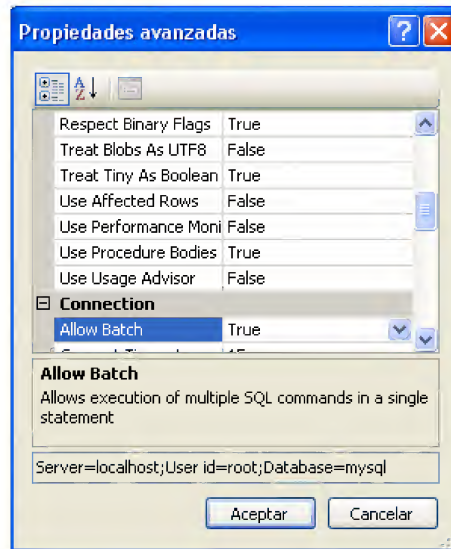 Propiedades avanzadas
Respect Binary Flags True
Treat Blobs As UTF8 False
Treat Tiny As Boolean True
Use Affected Rows False
Use Performance Moni False
Use Procedure Bodies True
Use Usage Advisor False
Connection
Allow Batch True
Allow Batch
Allows execution of multiple SQL commands in a single
statement
Server=localhost;User id=root;Database=mysql
Aceptar Cancelar